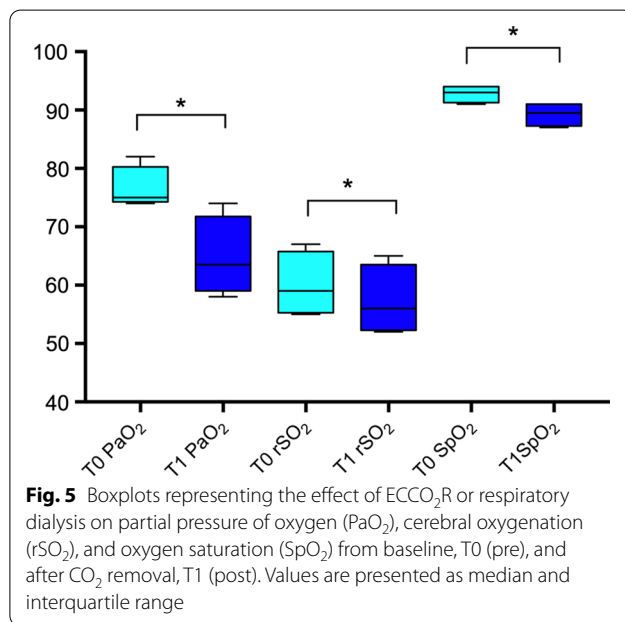 100
90
80
70
60
50
40
*
*
*
T0 PaO₂
T1 PaO₂
T0 rSO₂
T1 rSO₂
T0 SpO₂
T1SpO₂
Fig. 5 Boxplots representing the effect of ECCO₂R or respiratory
dialysis on partial pressure of oxygen (PaO₂), cerebral oxygenation
(rSO₂), and oxygen saturation (SpO₂) from baseline, T0 (pre), and
after CO₂ removal, T1 (post). Values are presented as median and
interquartile range